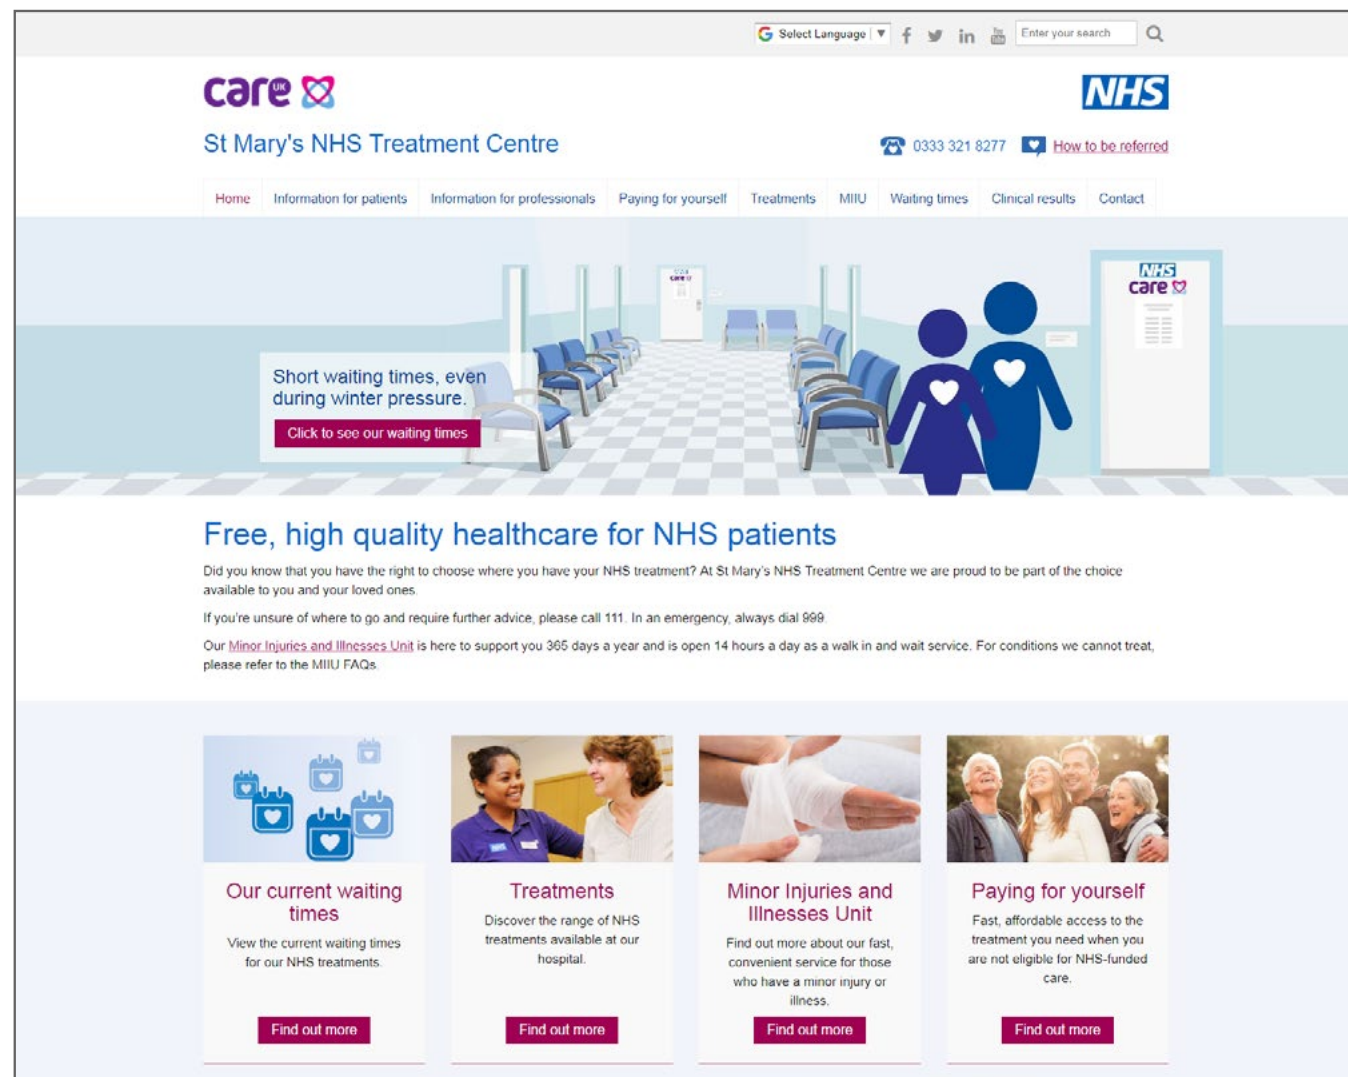 Select Language ▼
Enter your search
care UK
NHS
St Mary's NHS Treatment Centre
0333 321 8277
How to be referred
Home
Information for patients
Information for professionals
Paying for yourself
Treatments
MIIU
Waiting times
Clinical results
Contact
NHS
care
care
Short waiting times, even
during winter pressure.
Click to see our waiting times
Free, high quality healthcare for NHS patients
Did you know that you have the right to choose where you have your NHS treatment? At St Mary's NHS Treatment Centre we are proud to be part of the choice
available to you and your loved ones.
If you're unsure of where to go and require further advice, please call 111. In an emergency, always dial 999.
Our Minor Injuries and Illnesses Unit is here to support you 365 days a year and is open 14 hours a day as a walk in and wait service. For conditions we cannot treat,
please refer to the MIIU FAQs.
Our current waiting
times
View the current waiting times
for our NHS treatments.
Find out more
Treatments
Discover the range of NHS
treatments available at our
hospital.
Find out more
Minor Injuries and
Illnesses Unit
Find out more about our fast,
convenient service for those
who have a minor injury or
illness.
Find out more
Paying for yourself
Fast, affordable access to the
treatment you need when you
are not eligible for NHS-funded
care.
Find out more